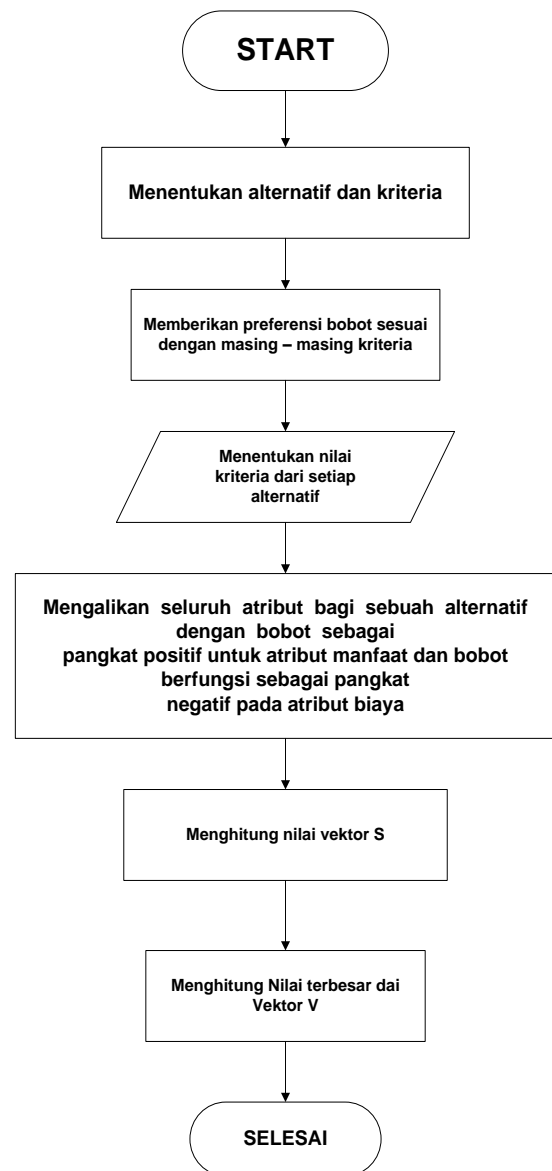 START
Menentukan alternatif dan kriteria
Memberikan preferensi bobot sesuai
dengan masing – masing kriteria
Menentukan nilai
kriteria dari setiap
alternatif
Mengalikan seluruh atribut bagi sebuah alternatif
dengan bobot sebagai
pangkat positif untuk atribut manfaat dan bobot
berfungsi sebagai pangkat
negatif pada atribut biaya
Menghitung nilai vektor S
Menghitung Nilai terbesar dai
Vektor V
SELESAI